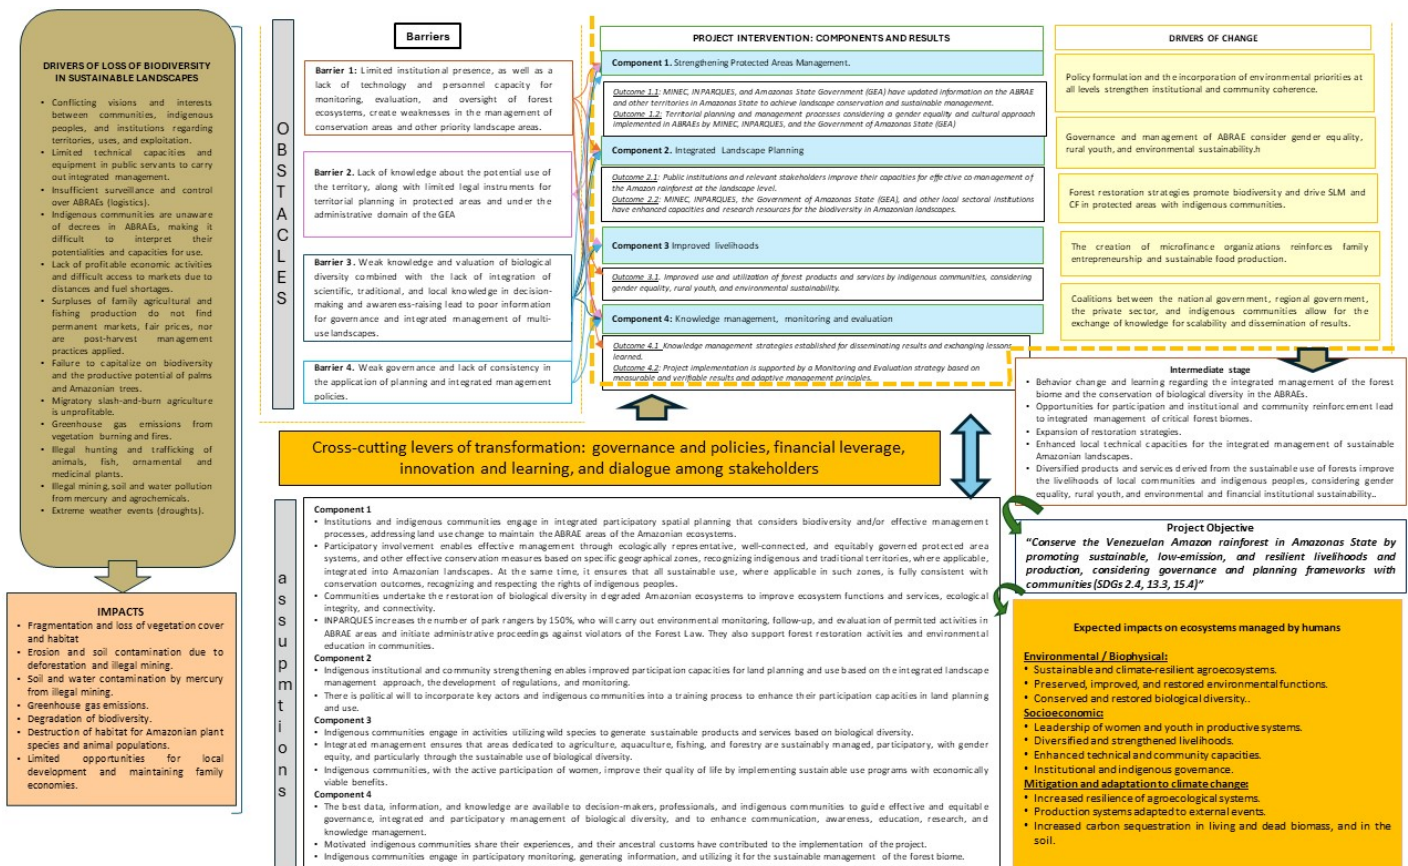 DRIVERS OF LOSS OF BIODIVERSITY
IN SUSTAINABLE LANDSCAPES
• Conflicting visions and interests
between communities, indigenous
peoples, and institutions regarding
territories, uses, and exploitation.
• Limited technical capacities and
equipment in public servants to carry
out integrated management.
• Insufficient surveillance and control
over ABRAEs (logistics).
• Indigenous communities are unaware
of decrees in ABRAEs, making it
difficult to interpret their
potentialities and capacities for use.
• Lack of profitable economic activities
and difficult access to markets due to
distances and fuel shortages.
• Surpluses of family agricultural and
fishing production do not find
permanent markets, fair prices, nor
are post-harvest management
practices applied.
• Failure to capitalize on biodiversity
and the productive potential of palms
and Amazonian trees.
• Migratory slash-and-burn agriculture
is unprofitable.
• Greenhouse gas emissions from
vegetation burning and fires.
• Illegal hunting and trafficking of
animals, fish, ornamental and
medicinal plants.
• Illegal mining, soil and water pollution
from mercury and agrochemicals.
• Extreme weather events (droughts).
IMPACTS
• Fragmentation and loss of vegetation cover
and habitat
• Erosion and soil contamination due to
deforestation and illegal mining.
• Soil and water contamination by mercury
from illegal mining.
• Greenhouse gas emissions.
• Degradation of biodiversity.
• Destruction of habitat for Amazonian plant
species and animal populations.
• Limited opportunities for local
development and maintaining family
economies.
OBSTACLES
Barriers
Barrier 1: Limited institutional presence, as well as a
lack of technology and personnel capacity for
monitoring, evaluation, and oversight of forest
ecosystems, create weaknesses in the management of
conservation areas and other priority landscape areas.
Barrier 2. Lack of knowledge about the potential use of
the territory, along with limited legal instruments for
territorial planning in protected areas and under the
administrative domain of the GEA
Barrier 3. Weak knowledge and valuation of biological
diversity combined with the lack of integration of
scientific, traditional, and local knowledge in decision-
making and awareness-raising lead to poor information
for governance and integrated management of multi-
use landscapes.
Barrier 4. Weak governance and lack of consistency in
the application of planning and integrated management
policies.
PROJECT INTERVENTION: COMPONENTS AND RESULTS
Component 1. Strengthening Protected Areas Management.
Outcome 1.1: MINEC, INPARQUES, and Amazonas State Government (GEA) have updated information on the ABRAE
and other territories in Amazonas State to achieve landscape conservation and sustainable management.
Outcome 1.2: Territorial planning and management processes considering a gender equality and cultural approach
implemented in ABRAEs by MINEC, INPARQUES, and the Government of Amazonas State (GEA)
Component 2. Integrated Landscape Planning
Outcome 2.1: Public institutions and relevant stakeholders improve their capacities for effective co-management of
the Amazon rainforest at the landscape level.
Outcome 2.2: MINEC, INPARQUES, the Government of Amazonas State (GEA), and other local sectoral institutions
have enhanced capacities and research resources for the biodiversity in Amazonian landscapes.
Component 3 Improved livelihoods
Outcome 3.1. Improved use and utilization of forest products and services by indigenous communities, considering
gender equality, rural youth, and environmental sustainability.
Component 4: Knowledge management, monitoring and evaluation
Outcome 4.1 Knowledge management strategies established for disseminating results and exchanging lessons
learned.
Outcome 4.2: Project implementation is supported by a Monitoring and Evaluation strategy based on
measurable and verifiable results and adaptive management principles.
DRIVERS OF CHANGE
Policy formulation and the incorporation of environmental priorities at
all levels strengthen institutional and community coherence.
Governance and management of ABRAE consider gender equality,
rural youth, and environmental sustainability.h
Forest restoration strategies promote biodiversity and drive SLM and
CF in protected areas with indigenous communities.
The creation of microfinance organizations reinforces family
entrepreneurship and sustainable food production.
Coalitions between the national government, regional government,
the private sector, and indigenous communities allow for the
exchange of knowledge for scalability and dissemination of results.
Cross-cutting levers of transformation: governance and policies, financial leverage,
innovation and learning, and dialogue among stakeholders
Intermediate stage
• Behavior change and learning regarding the integrated management of the forest
biome and the conservation of biological diversity in the ABRAEs.
• Opportunities for participation and institutional and community reinforcement lead
to integrated management of critical forest biomes.
• Expansion of restoration strategies.
• Enhanced local technical capacities for the integrated management of sustainable
Amazonian landscapes.
• Diversified products and services derived from the sustainable use of forests improve
the livelihoods of local communities and indigenous peoples, considering gender
equality, rural youth, and environmental and financial institutional sustainability..
assumptions
Component 1
• Institutions and indigenous communities engage in integrated participatory spatial planning that considers biodiversity and/or effective management
processes, addressing land use change to maintain the ABRAE areas of the Amazonian ecosystems.
• Participatory involvement enables effective management through ecologically representative, well-connected, and equitably governed protected area
systems, and other effective conservation measures based on specific geographical zones, recognizing indigenous and traditional territories, where applicable,
integrated into Amazonian landscapes. At the same time, it ensures that all sustainable use, where applicable in such zones, is fully consistent with
conservation outcomes, recognizing and respecting the rights of indigenous peoples.
• Communities undertake the restoration of biological diversity in degraded Amazonian ecosystems to improve ecosystem functions and services, ecological
integrity, and connectivity.
• INPARQUES increases the number of park rangers by 150%, who will carry out environmental monitoring, follow-up, and evaluation of permitted activities in
ABRAE areas and initiate administrative proceedings against violators of the Forest Law. They also support forest restoration activities and environmental
education in communities.
Component 2
• Indigenous institutional and community strengthening enables improved participation capacities for land planning and use based on the integrated landscape
management approach, the development of regulations, and monitoring.
• There is political will to incorporate key actors and indigenous communities into a training process to enhance their participation capacities in land planning
and use.
Component 3
• Indigenous communities engage in activities utilizing wild species to generate sustainable products and services based on biological diversity.
• Integrated management ensures that areas dedicated to agriculture, aquaculture, fishing, and forestry are sustainably managed, participatory, with gender
equity, and particularly through the sustainable use of biological diversity.
• Indigenous communities, with the active participation of women, improve their quality of life by implementing sustainable use programs with economically
viable benefits.
Component 4
• The best data, information, and knowledge are available to decision-makers, professionals, and indigenous communities to guide effective and equitable
governance, integrated and participatory management of biological diversity, and to enhance communication, awareness, education, research, and
knowledge management.
• Motivated indigenous communities share their experiences, and their ancestral customs have contributed to the implementation of the project.
• Indigenous communities engage in participatory monitoring, generating information, and utilizing it for the sustainable management of the forest biome.
Project Objective
"Conserve the Venezuelan Amazon rainforest in Amazonas State by
promoting sustainable, low-emission, and resilient livelihoods and
production, considering governance and planning frameworks with
communities (SDGs 2.4, 13.3, 15.4)"
Expected impacts on ecosystems managed by humans
Environmental / Biophysical:
• Sustainable and climate-resilient agroecosystems.
• Preserved, improved, and restored environmental functions.
• Conserved and restored biological diversity..
Socioeconomic:
• Leadership of women and youth in productive systems.
• Diversified and strengthened livelihoods.
• Enhanced technical and community capacities.
• Institutional and indigenous governance.
Mitigation and adaptation to climate change:
• Increased resilience of agroecological systems.
• Production systems adapted to external events.
• Increased carbon sequestration in living and dead biomass, and in the
soil.